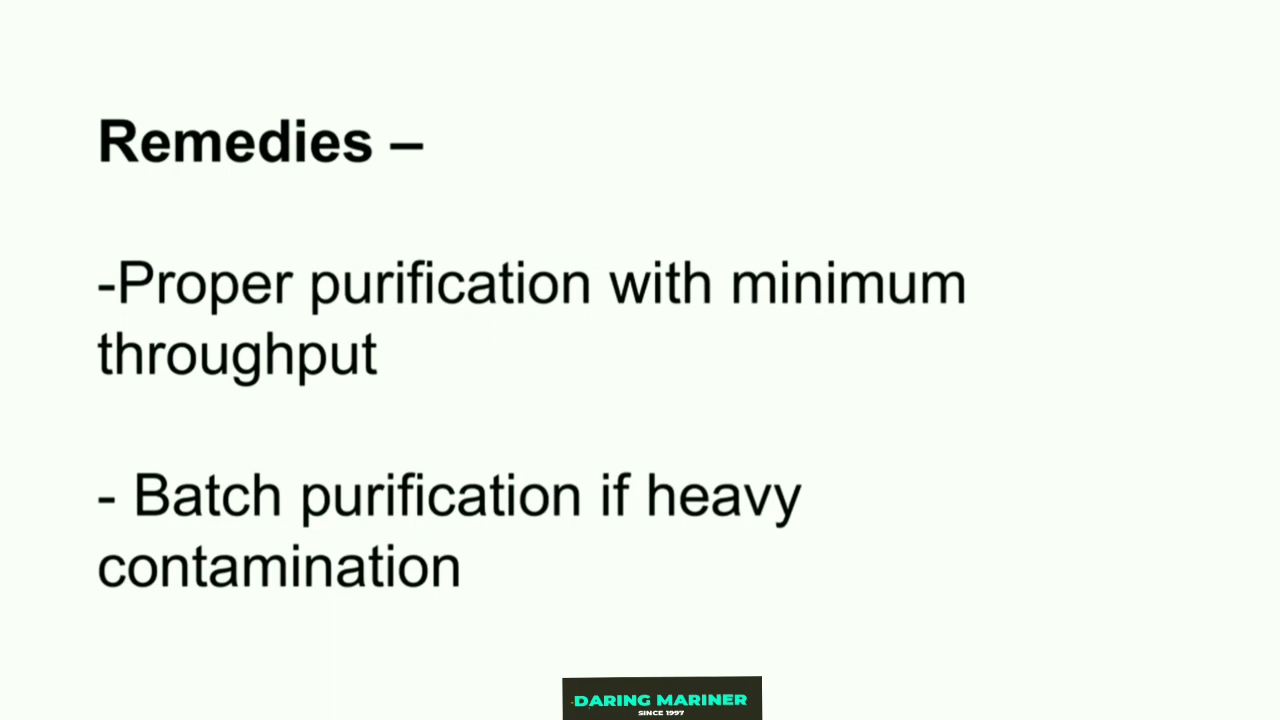 Remedies –
-Proper purification with minimum
throughput
- Batch purification if heavy
contamination
DARING MARINER
SINCE 1997